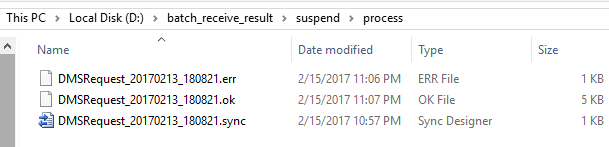 This PC > Local Disk (D:) > batch_receive_result > suspend > process
Name Date modified Type Size
DMSRequest_20170213_180821.err 2/15/2017 11:06 PM ERR File 1 KB
DMSRequest_20170213_180821.ok 2/15/2017 11:07 PM OK File 5 KB
DMSRequest_20170213_180821.sync 2/15/2017 10:57 PM Sync Designer 1 KB